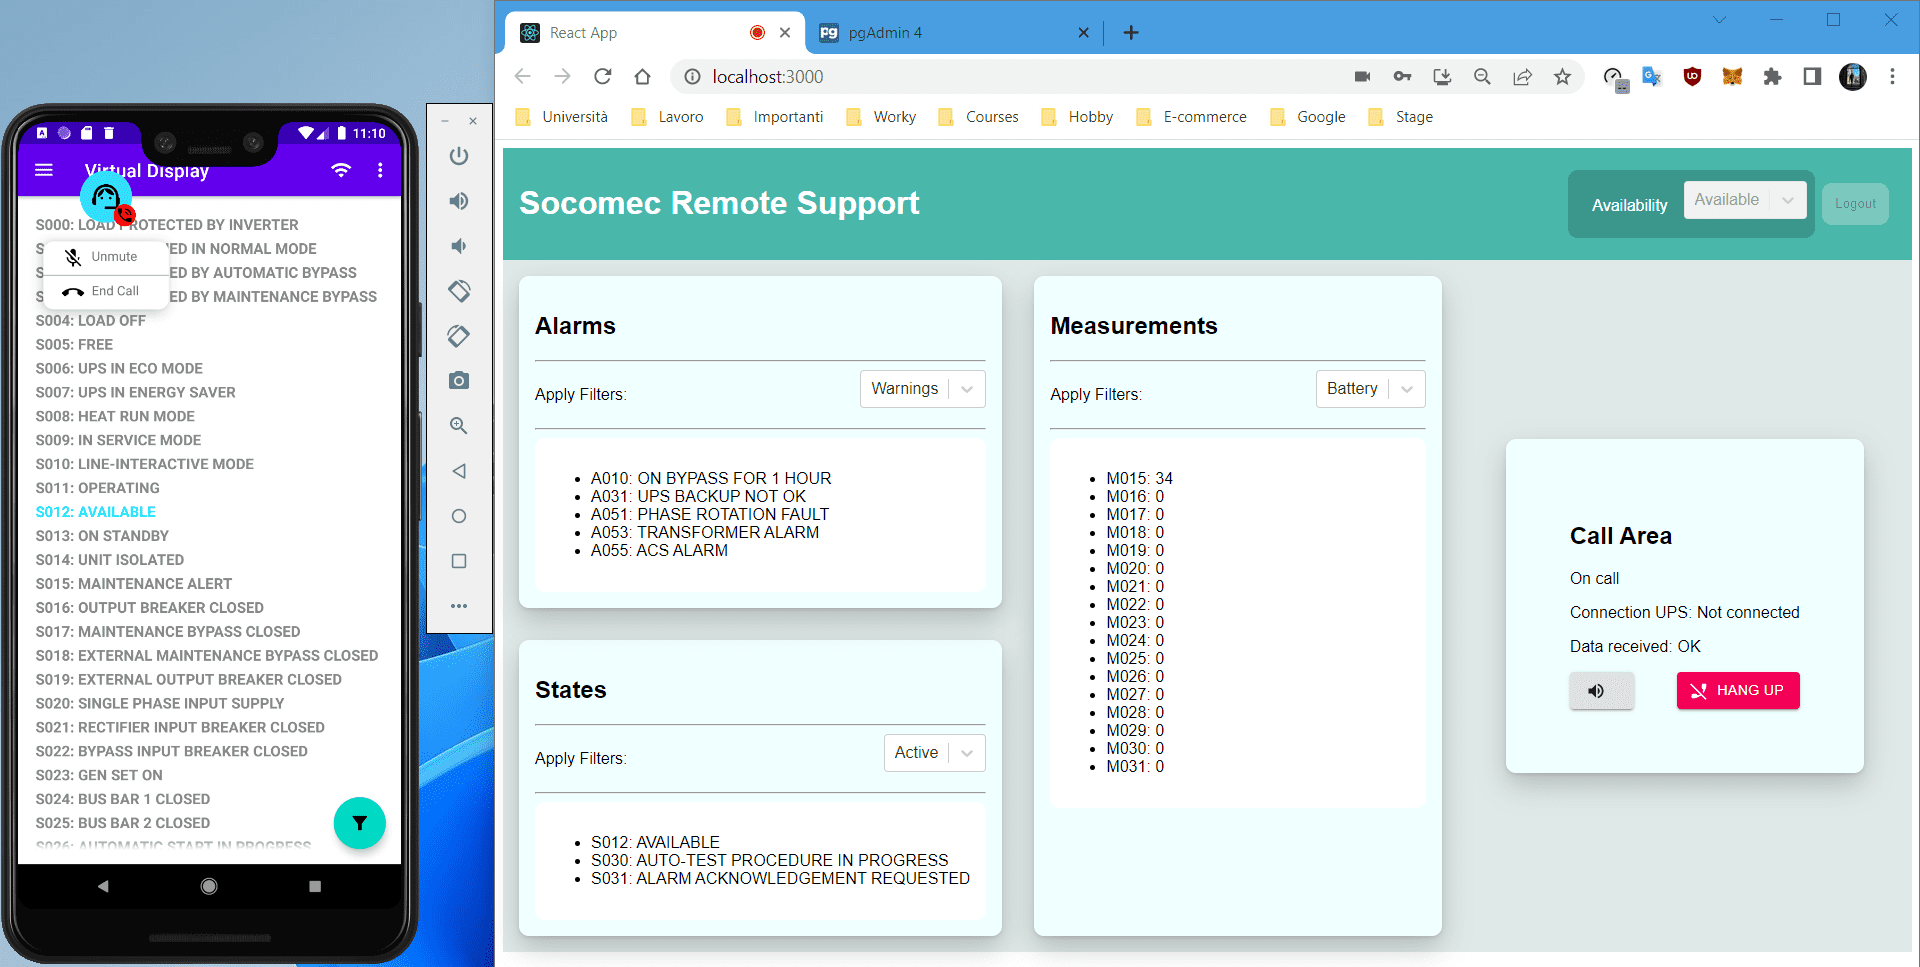 11:10
Virtual Display
S000: LOAD PROTECTED BY INVERTER
ED IN NORMAL MODE
ED BY AUTOMATIC BYPASS
ED BY MAINTENANCE BYPASS
Unmute
End Call
S004: LOAD OFF
S005: FREE
S006: UPS IN ECO MODE
S007: UPS IN ENERGY SAVER
S008: HEAT RUN MODE
S009: IN SERVICE MODE
S010: LINE-INTERACTIVE MODE
S011: OPERATING
S012: AVAILABLE
S013: ON STANDBY
S014: UNIT ISOLATED
S015: MAINTENANCE ALERT
S016: OUTPUT BREAKER CLOSED
S017: MAINTENANCE BYPASS CLOSED
S018: EXTERNAL MAINTENANCE BYPASS CLOSED
S019: EXTERNAL OUTPUT BREAKER CLOSED
S020: SINGLE PHASE INPUT SUPPLY
S021: RECTIFIER INPUT BREAKER CLOSED
S022: BYPASS INPUT BREAKER CLOSED
S023: GEN SET ON
S024: BUS BAR 1 CLOSED
S025: BUS BAR 2 CLOSED
S026: AUTOMATIC START IN PROGRESS
React App
pgAdmin 4
localhost:3000
Università Lavoro Importanti Worky Courses Hobby E-commerce Google Stage
Socomec Remote Support
Availability Available Logout
Alarms
Apply Filters: Warnings
A010: ON BYPASS FOR 1 HOUR
A031: UPS BACKUP NOT OK
A051: PHASE ROTATION FAULT
A053: TRANSFORMER ALARM
A055: ACS ALARM
States
Apply Filters: Active
S012: AVAILABLE
S030: AUTO-TEST PROCEDURE IN PROGRESS
S031: ALARM ACKNOWLEDGEMENT REQUESTED
Measurements
Apply Filters: Battery
M015: 34
M016: 0
M017: 0
M018: 0
M019: 0
M020: 0
M021: 0
M022: 0
M023: 0
M024: 0
M025: 0
M026: 0
M027: 0
M028: 0
M029: 0
M030: 0
M031: 0
Call Area
On call
Connection UPS: Not connected
Data received: OK
HANG UP